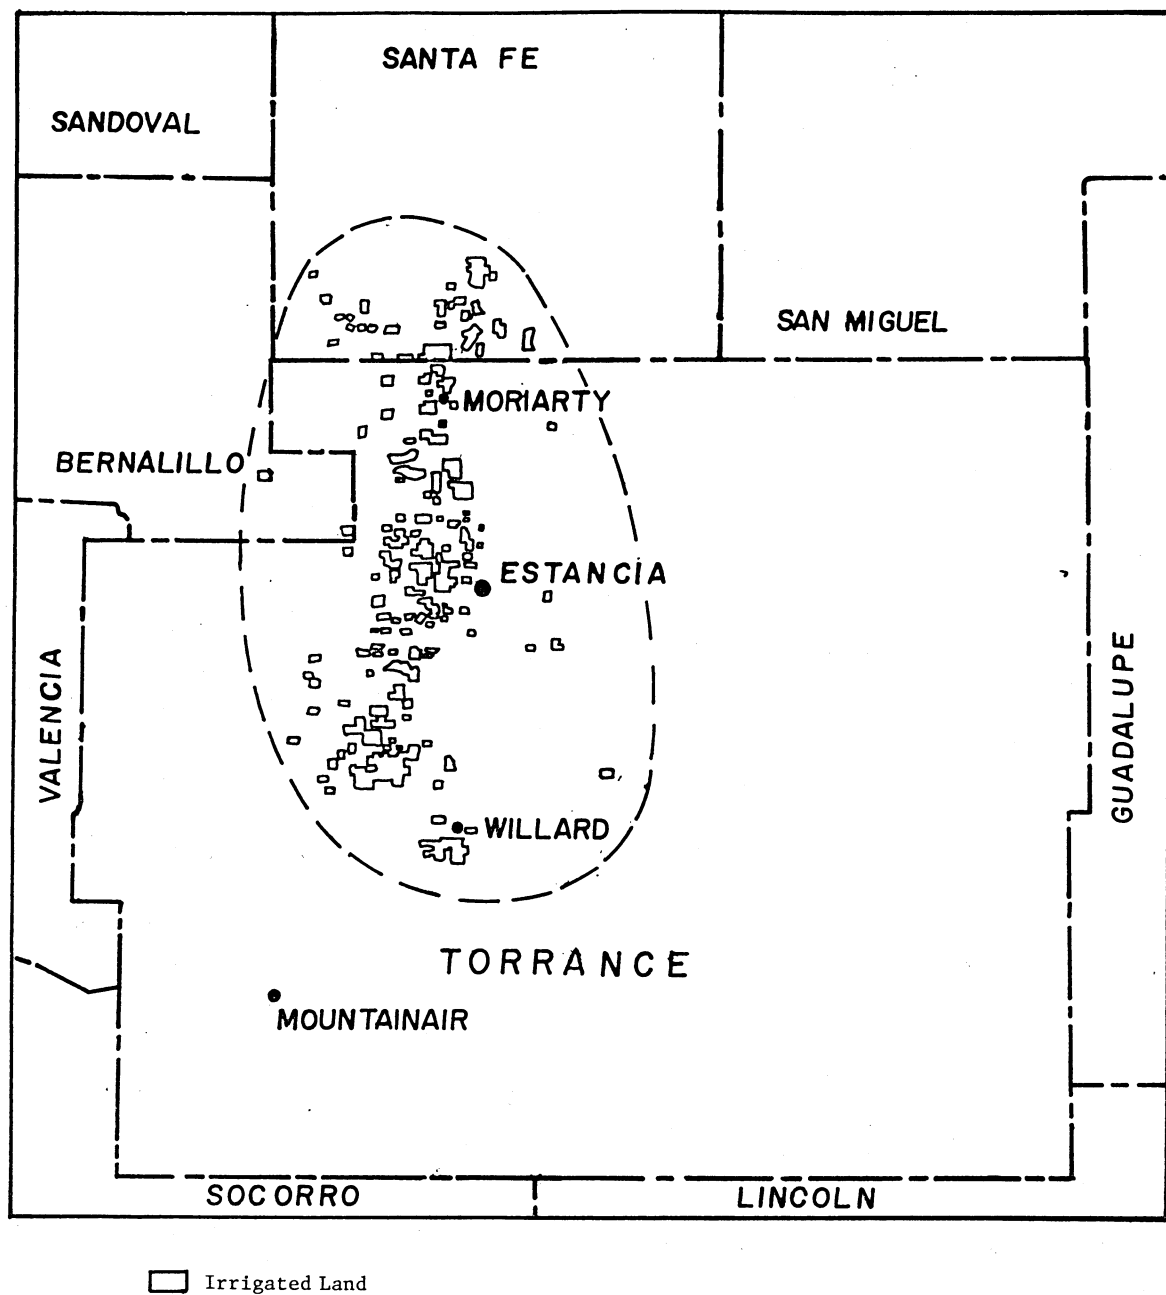 SANTA FE
SANDOVAL
SAN MIGUEL
MORIARTY
BERNALILLO
ESTANCIA
VALENCIA
GUADALUPE
WILLARD
TORRANCE
MOUNTAINAIR
SOCORRO
LINCOLN
Irrigated Land